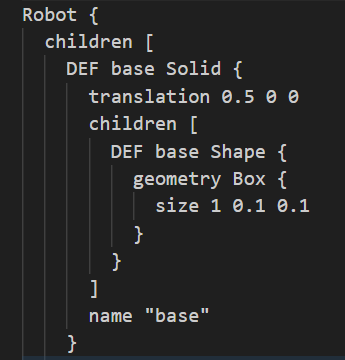 Robot {
  children [
    DEF base Solid {
      translation 0.5 0 0
      children [
        DEF base Shape {
          geometry Box {
            size 1 0.1 0.1
          }
        }
      ]
      name "base"
    }